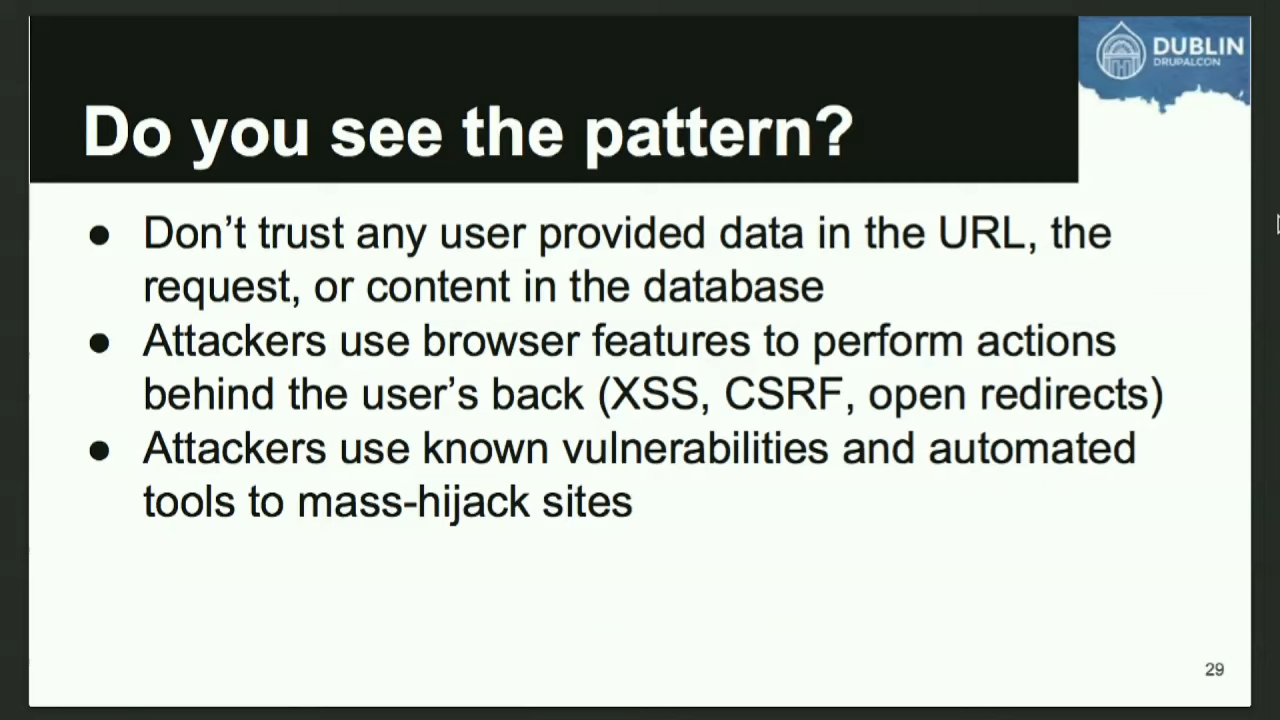 DUBLIN
DRUPALCON
Do you see the pattern?
● Don’t trust any user provided data in the URL, the
request, or content in the database
● Attackers use browser features to perform actions
behind the user’s back (XSS, CSRF, open redirects)
● Attackers use known vulnerabilities and automated
tools to mass-hijack sites
29